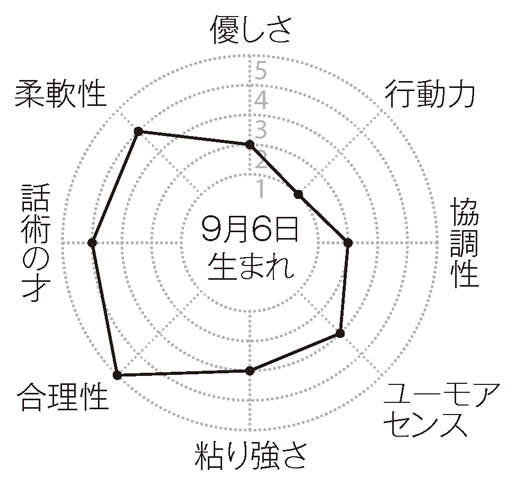 優しさ
行動力
協調性
ユーモア
センス
粘り強さ
合理性
話術の才
柔軟性
5
4
3
2
1
9月6日
生まれ